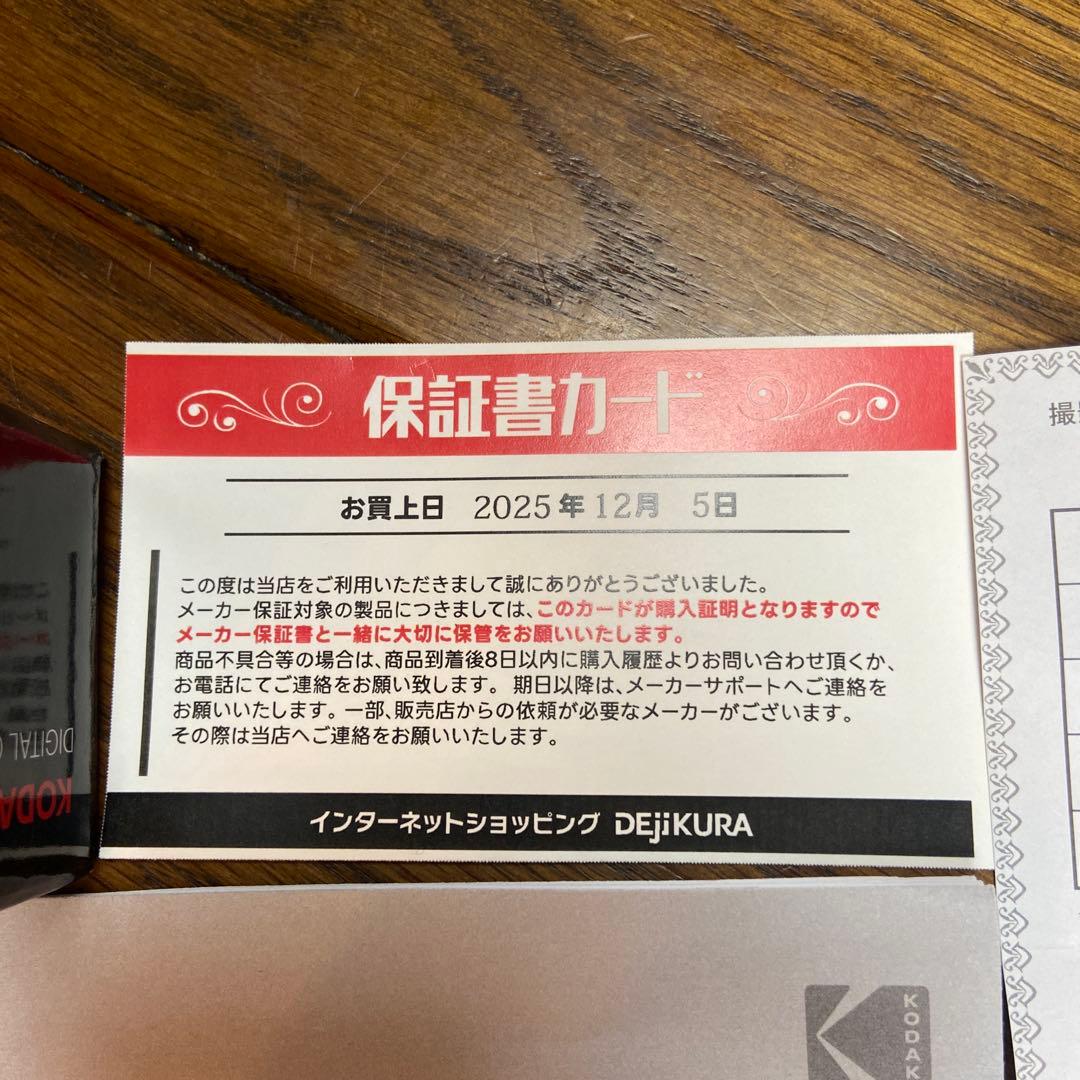 保証書カード
お買上日 2025年12月 5日
この度は当店をご利用いただきまして誠にありがとうございました。
メーカー保証対象の製品につきましては、このカードが購入証明となりますので
メーカー保証書と一緒に大切に保管をお願いいたします。
商品不具合等の場合は、商品到着後8日以内に購入履歴よりお問い合わせ頂くか、
お電話にてご連絡をお願い致します。期日以降は、メーカーサポートへご連絡を
お願いいたします。一部、販売店からの依頼が必要なメーカーがございます。
その際は当店へご連絡をお願いいたします。
インターネットショッピング DEjiKURA
撮
DIGITAL
KODA
KODAK